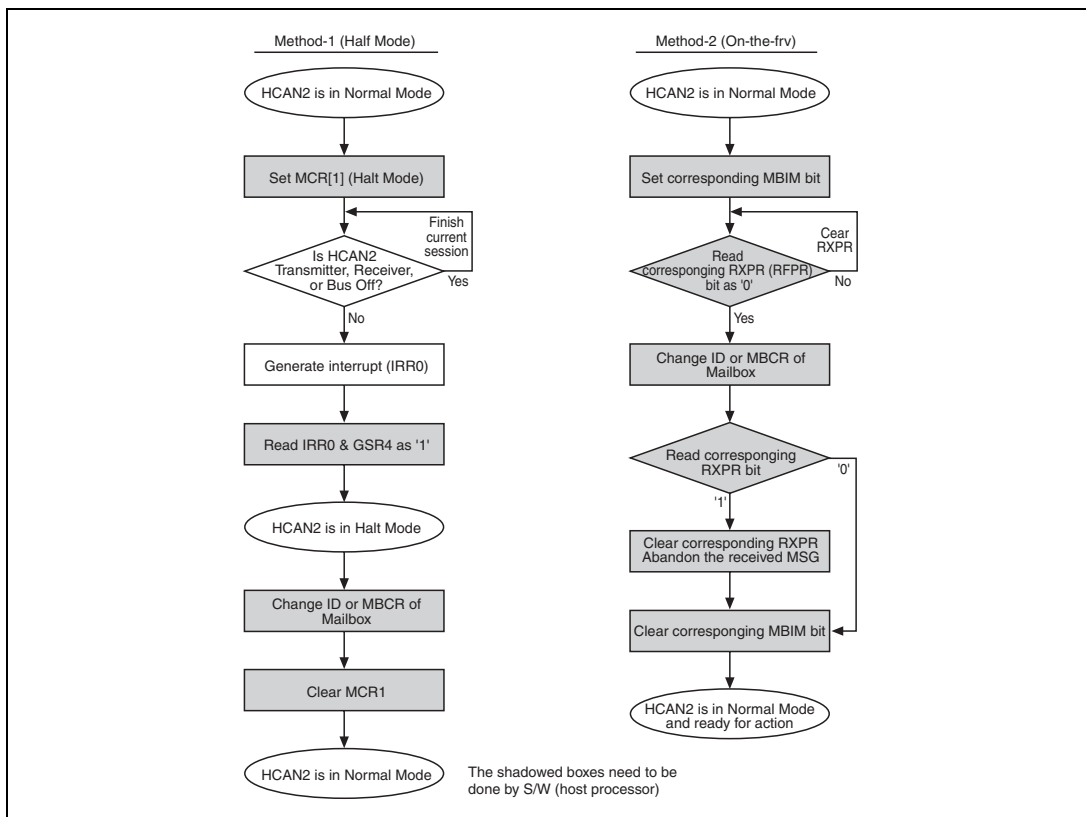 Method-1 (Half Mode)
HCAN2 is in Normal Mode
Set MCR[1] (Halt Mode)
Finish
current
session
Is HCAN2
Transmitter, Receiver,
or Bus Off?
Yes
No
Generate interrupt (IRR0)
Read IRR0 & GSR4 as '1'
HCAN2 is in Halt Mode
Change ID or MBCR of
Mailbox
Clear MCR1
HCAN2 is in Normal Mode
Method-2 (On-the-frv)
HCAN2 is in Normal Mode
Set corresponding MBIM bit
Cear
RXPR
Read
corresponging RXPR (RFPR)
bit as '0'
No
Yes
Change ID or MBCR of
Mailbox
Read corresponging
RXPR bit
'0'
'1'
Clear corresponding RXPR
Abandon the received MSG
Clear corresponging MBIM bit
HCAN2 is in Normal Mode
and ready for action
The shadowed boxes need to be
done by S/W (host processor)